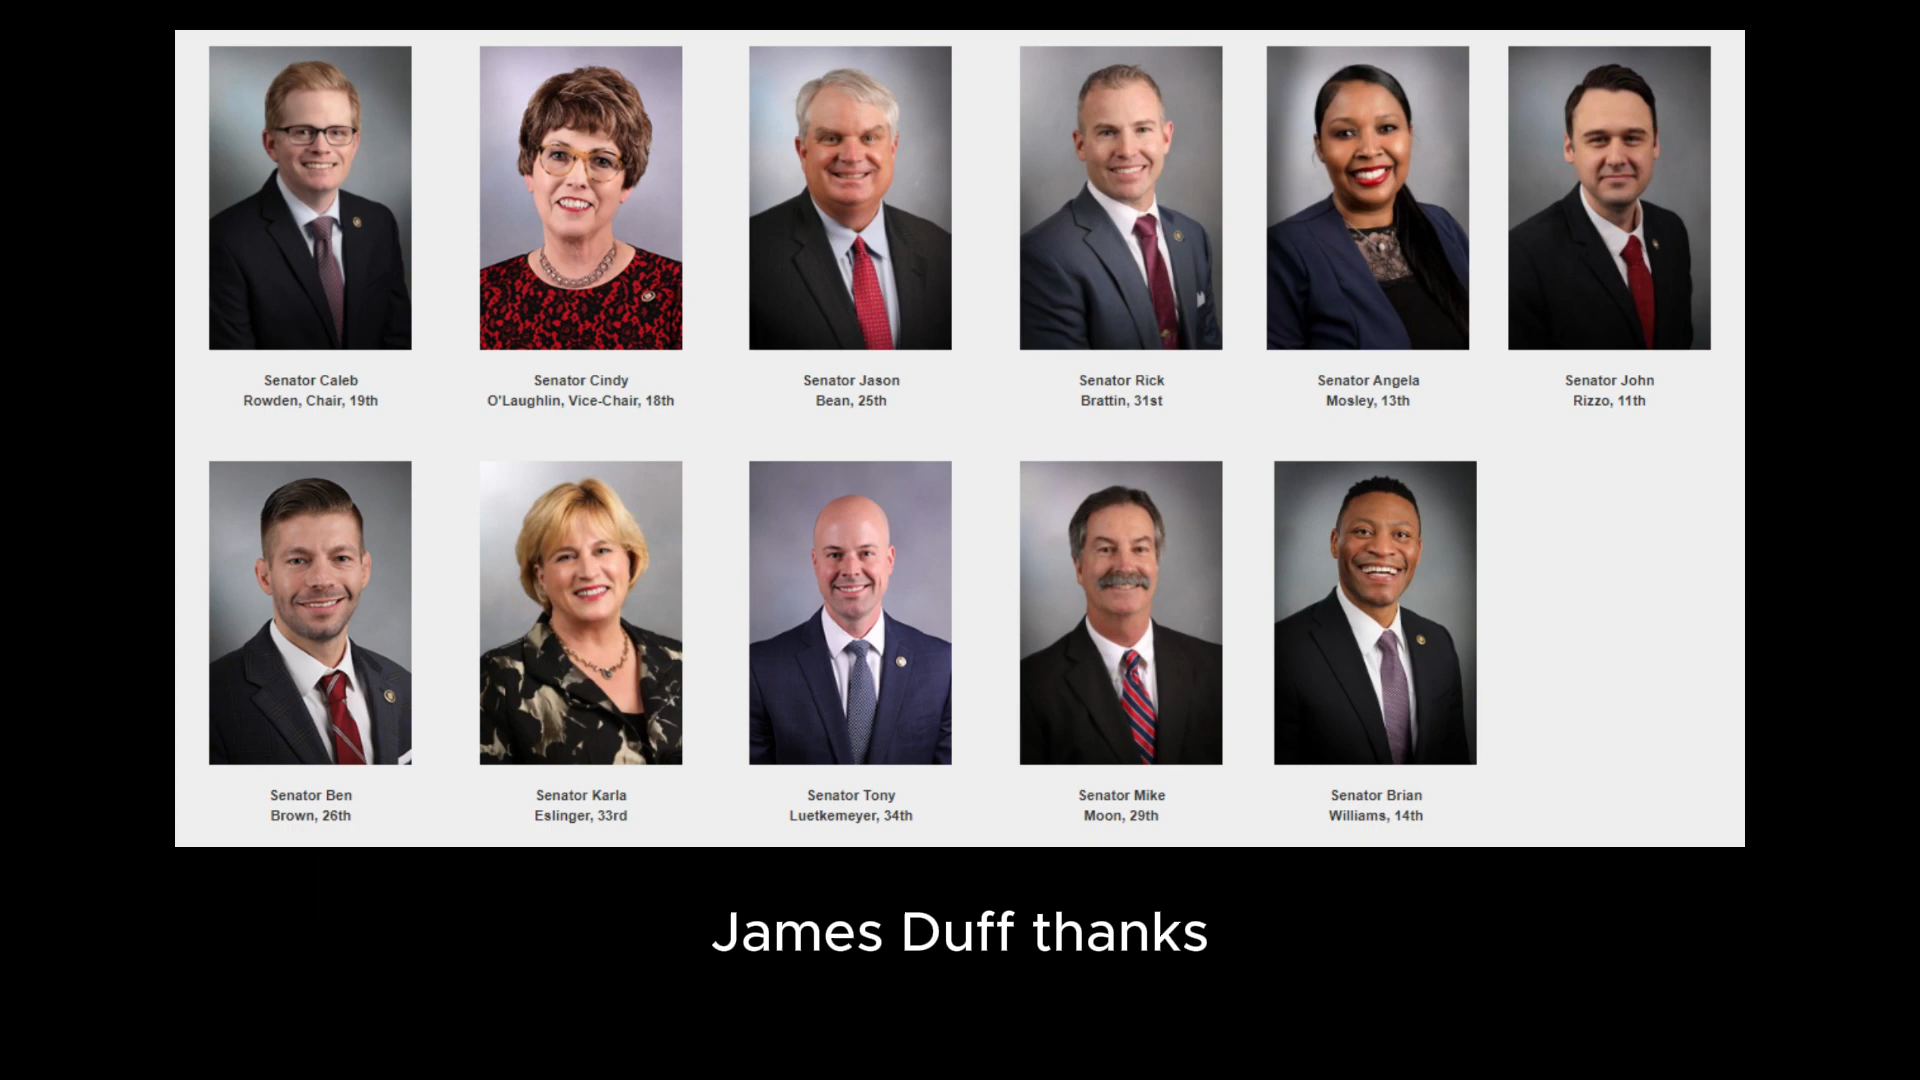 Senator Caleb
Rowden, Chair, 19th
Senator Cindy
O'Laughlin, Vice-Chair, 18th
Senator Jason
Bean, 25th
Senator Rick
Brattin, 31st
Senator Angela
Mosley, 13th
Senator John
Rizzo, 11th
Senator Ben
Brown, 26th
Senator Karla
Eslinger, 33rd
Senator Tony
Luetkemeyer, 34th
Senator Mike
Moon, 29th
Senator Brian
Williams, 14th
James Duff thanks